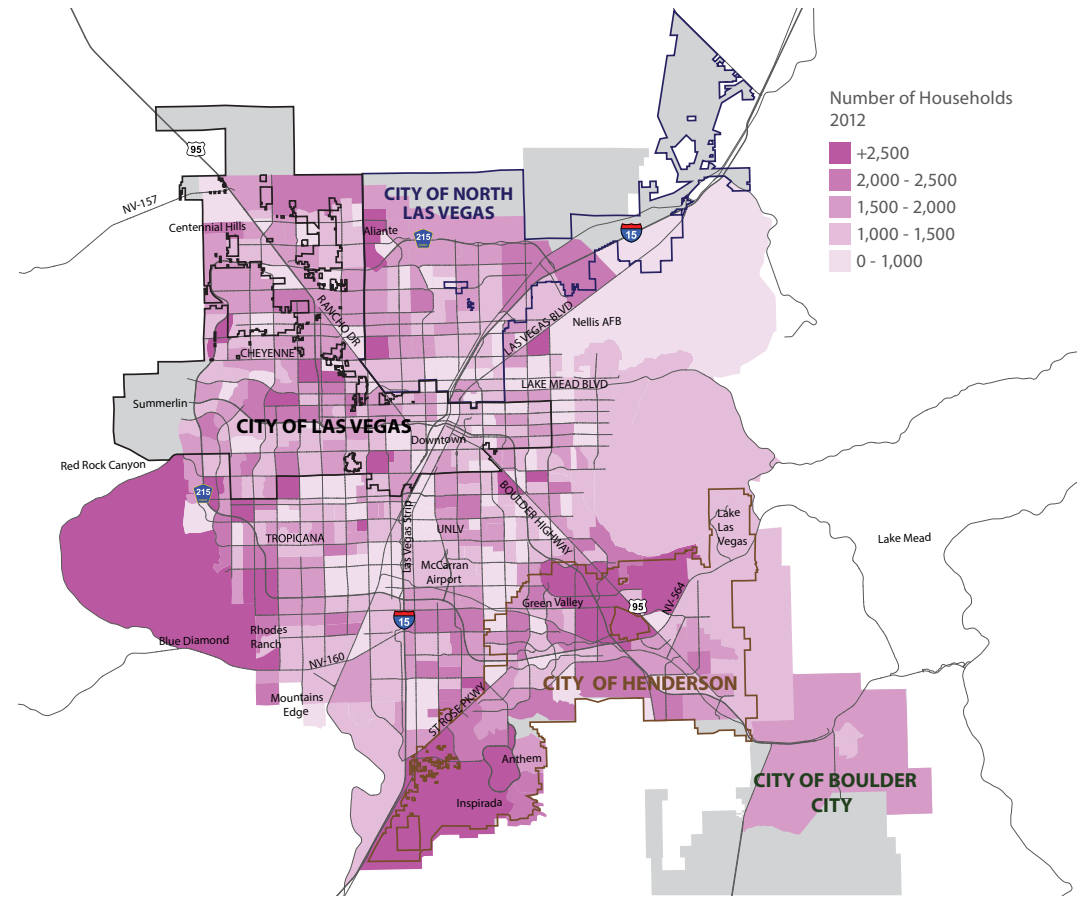 Number of Households
2012
+2,500
2,000 - 2,500
1,500 - 2,000
1,000 - 1,500
0 - 1,000
95
NV-157
CITY OF NORTH
LAS VEGAS
Centennial Hills
Aliante
215
15
RANCHO DR
LAS VEGAS BLVD
Nellis AFB
CHEYENNE
LAKE MEAD BLVD
Summerlin
CITY OF LAS VEGAS
Downtown
Red Rock Canyon
215
BOULDER HIGHWAY
Las Vegas Strip
UNLV
TROPICANA
Lake
Las
Vegas
Lake Mead
McCarran
Airport
Green Valley
95
NV-564
15
Rhodes
Ranch
Blue Diamond
NV-160
CITY OF HENDERSON
Mountains
Edge
ST ROSE PKWY
Anthem
Inspirada
CITY OF BOULDER
CITY